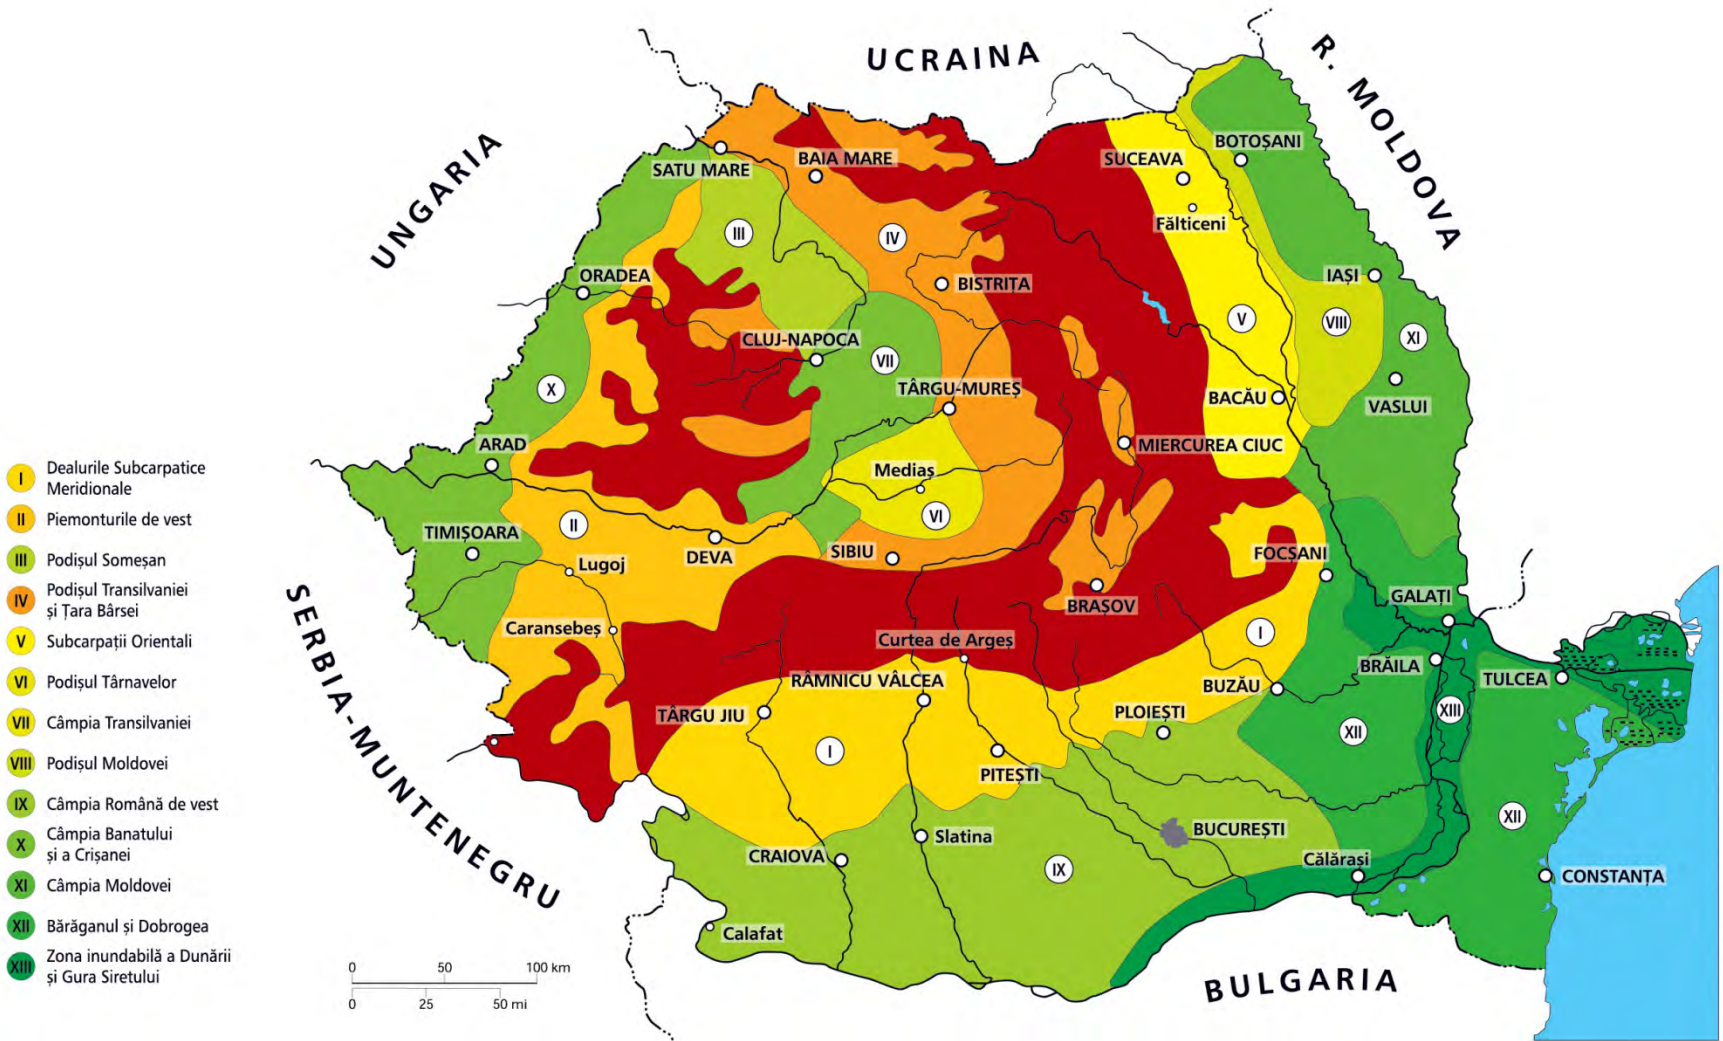 UCRAINA
R. MOLDOVA
UNGARIA
SERBIA-MUNTENEGRU
BULGARIA
BOTOȘANI
SUCEAVA
BAIA MARE
SATU MARE
Fălticeni
III
IV
IAȘI
ORADEA
BISTRIȚA
V
VIII
XI
CLUJ-NAPOCA
VII
X
TÂRGU-MUREȘ
BACĂU
VASLUI
ARAD
MIERCUREA CIUC
Mediaș
VI
II
TIMIȘOARA
DEVA
SIBIU
FOCȘANI
Lugoj
BRAȘOV
GALAȚI
Caransebeș
Curtea de Argeș
I
BRĂILA
RÂMNICU VÂLCEA
BUZĂU
TULCEA
TÂRGU JIU
PLOIEȘTI
XIII
XII
I
PITEȘTI
XII
BUCUREȘTI
Slatina
CRAIOVA
IX
Călărași
CONSTANȚA
Calafat
I
Dealurile Subcarpatice
Meridionale
II
Piemonturile de vest
III
Podișul Someșan
IV
Podișul Transilvaniei
și Țara Bârsei
V
Subcarpații Orientali
VI
Podișul Târnavelor
VII
Câmpia Transilvaniei
VIII
Podișul Moldovei
IX
Câmpia Română de vest
X
Câmpia Banatului
și a Crișanei
XI
Câmpia Moldovei
XII
Bărăganul și Dobrogea
XIII
Zona inundabilă a Dunării
și Gura Siretului
0 50 100 km
0 25 50 mi